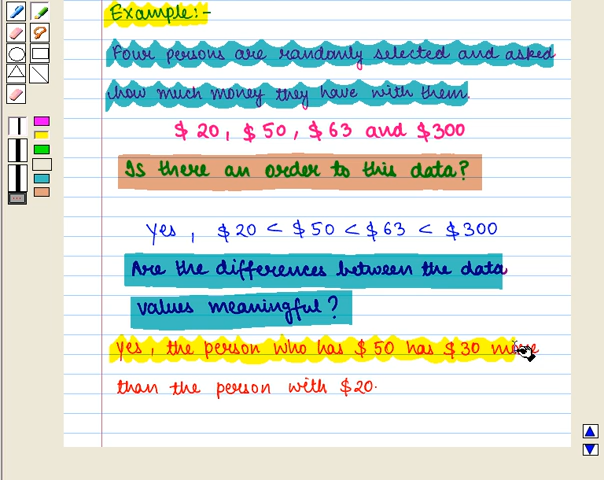 Example:-
Four persons are randomly selected and asked
how much money they have with them.
$ 20, $ 50, $ 63 and $300
Is there an order to this data?
Yes, $20 < $50 < $63 < $300
Are the differences between the data
values meaningful?
Yes, the person who has $50 has $30 more
than the person with $20.